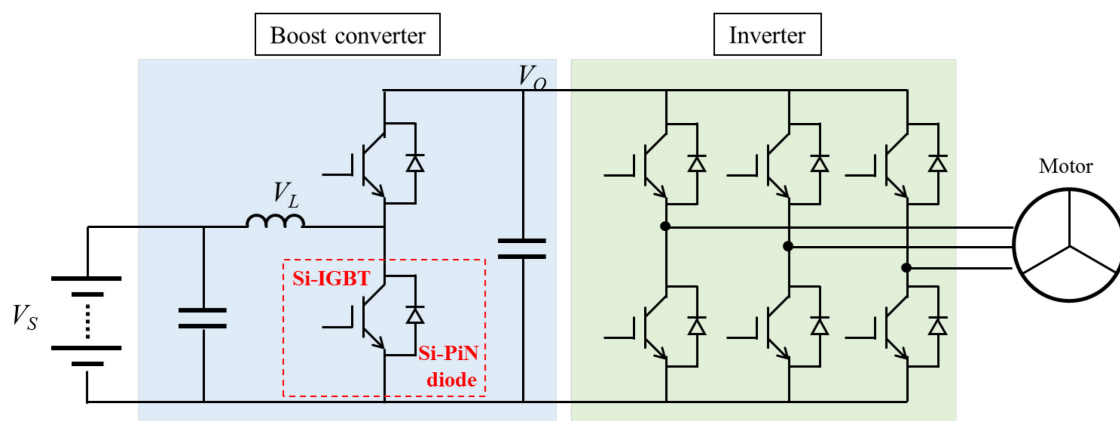 Boost converter
Inverter
V_O
Motor
V_L
Si-IGBT
V_S
Si-PiN
diode